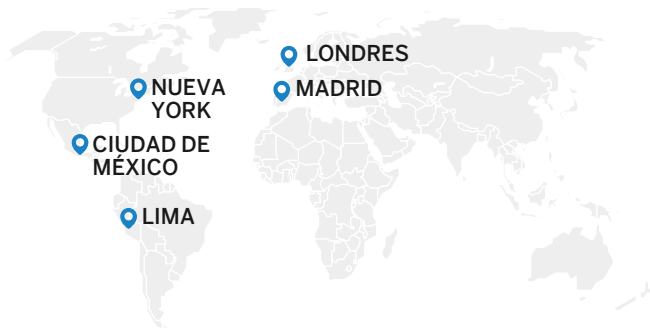 LONDRES
MADRID
NUEVA
YORK
CIUDAD DE
MÉXICO
LIMA